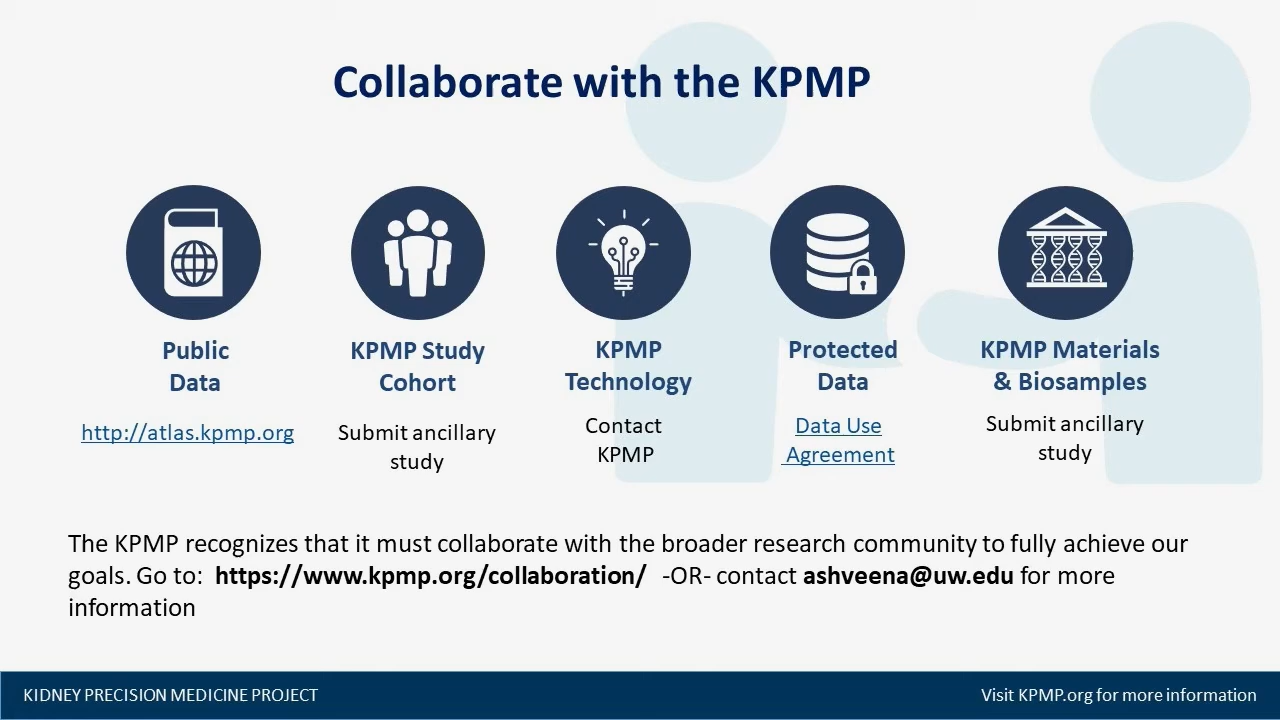 Collaborate with the KPMP
Public
Data
http://atlas.kpmp.org
KPMP Study
Cohort
Submit ancillary
study
KPMP
Technology
Contact
KPMP
Protected
Data
Data Use
Agreement
KPMP Materials
& Biosamples
Submit ancillary
study
The KPMP recognizes that it must collaborate with the broader research community to fully achieve our
goals. Go to: https://www.kpmp.org/collaboration/ -OR- contact ashveena@uw.edu for more
information
KIDNEY PRECISION MEDICINE PROJECT
Visit KPMP.org for more information